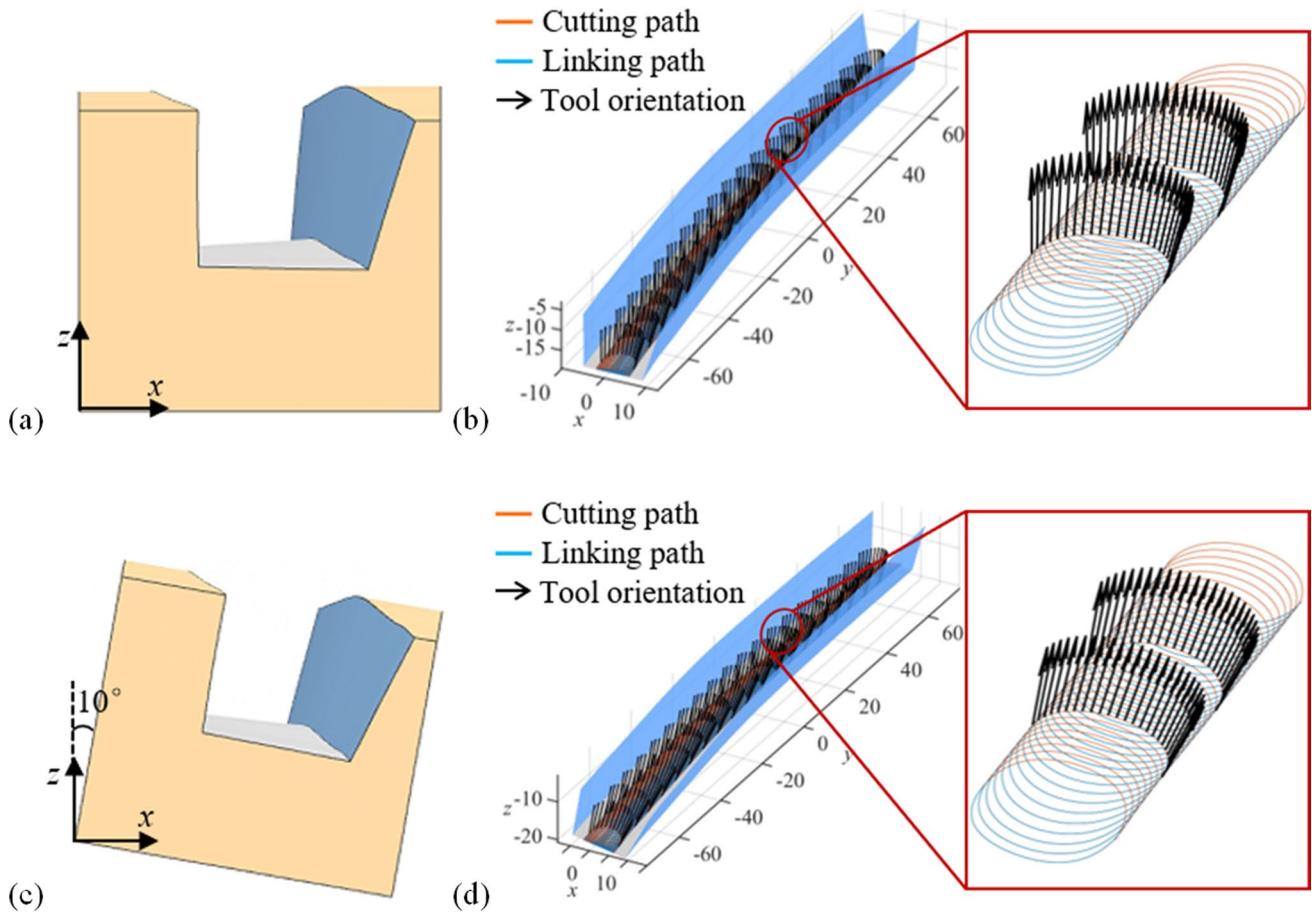 z
x
(a)
Cutting path
Linking path
Tool orientation
60
40
20
0
y
-20
-40
-60
-5
z -10
-15
-10
0
x
10
(b)
10°
z
x
(c)
Cutting path
Linking path
Tool orientation
60
40
20
0
y
-20
-40
-60
z -10
-20
0
x
10
(d)